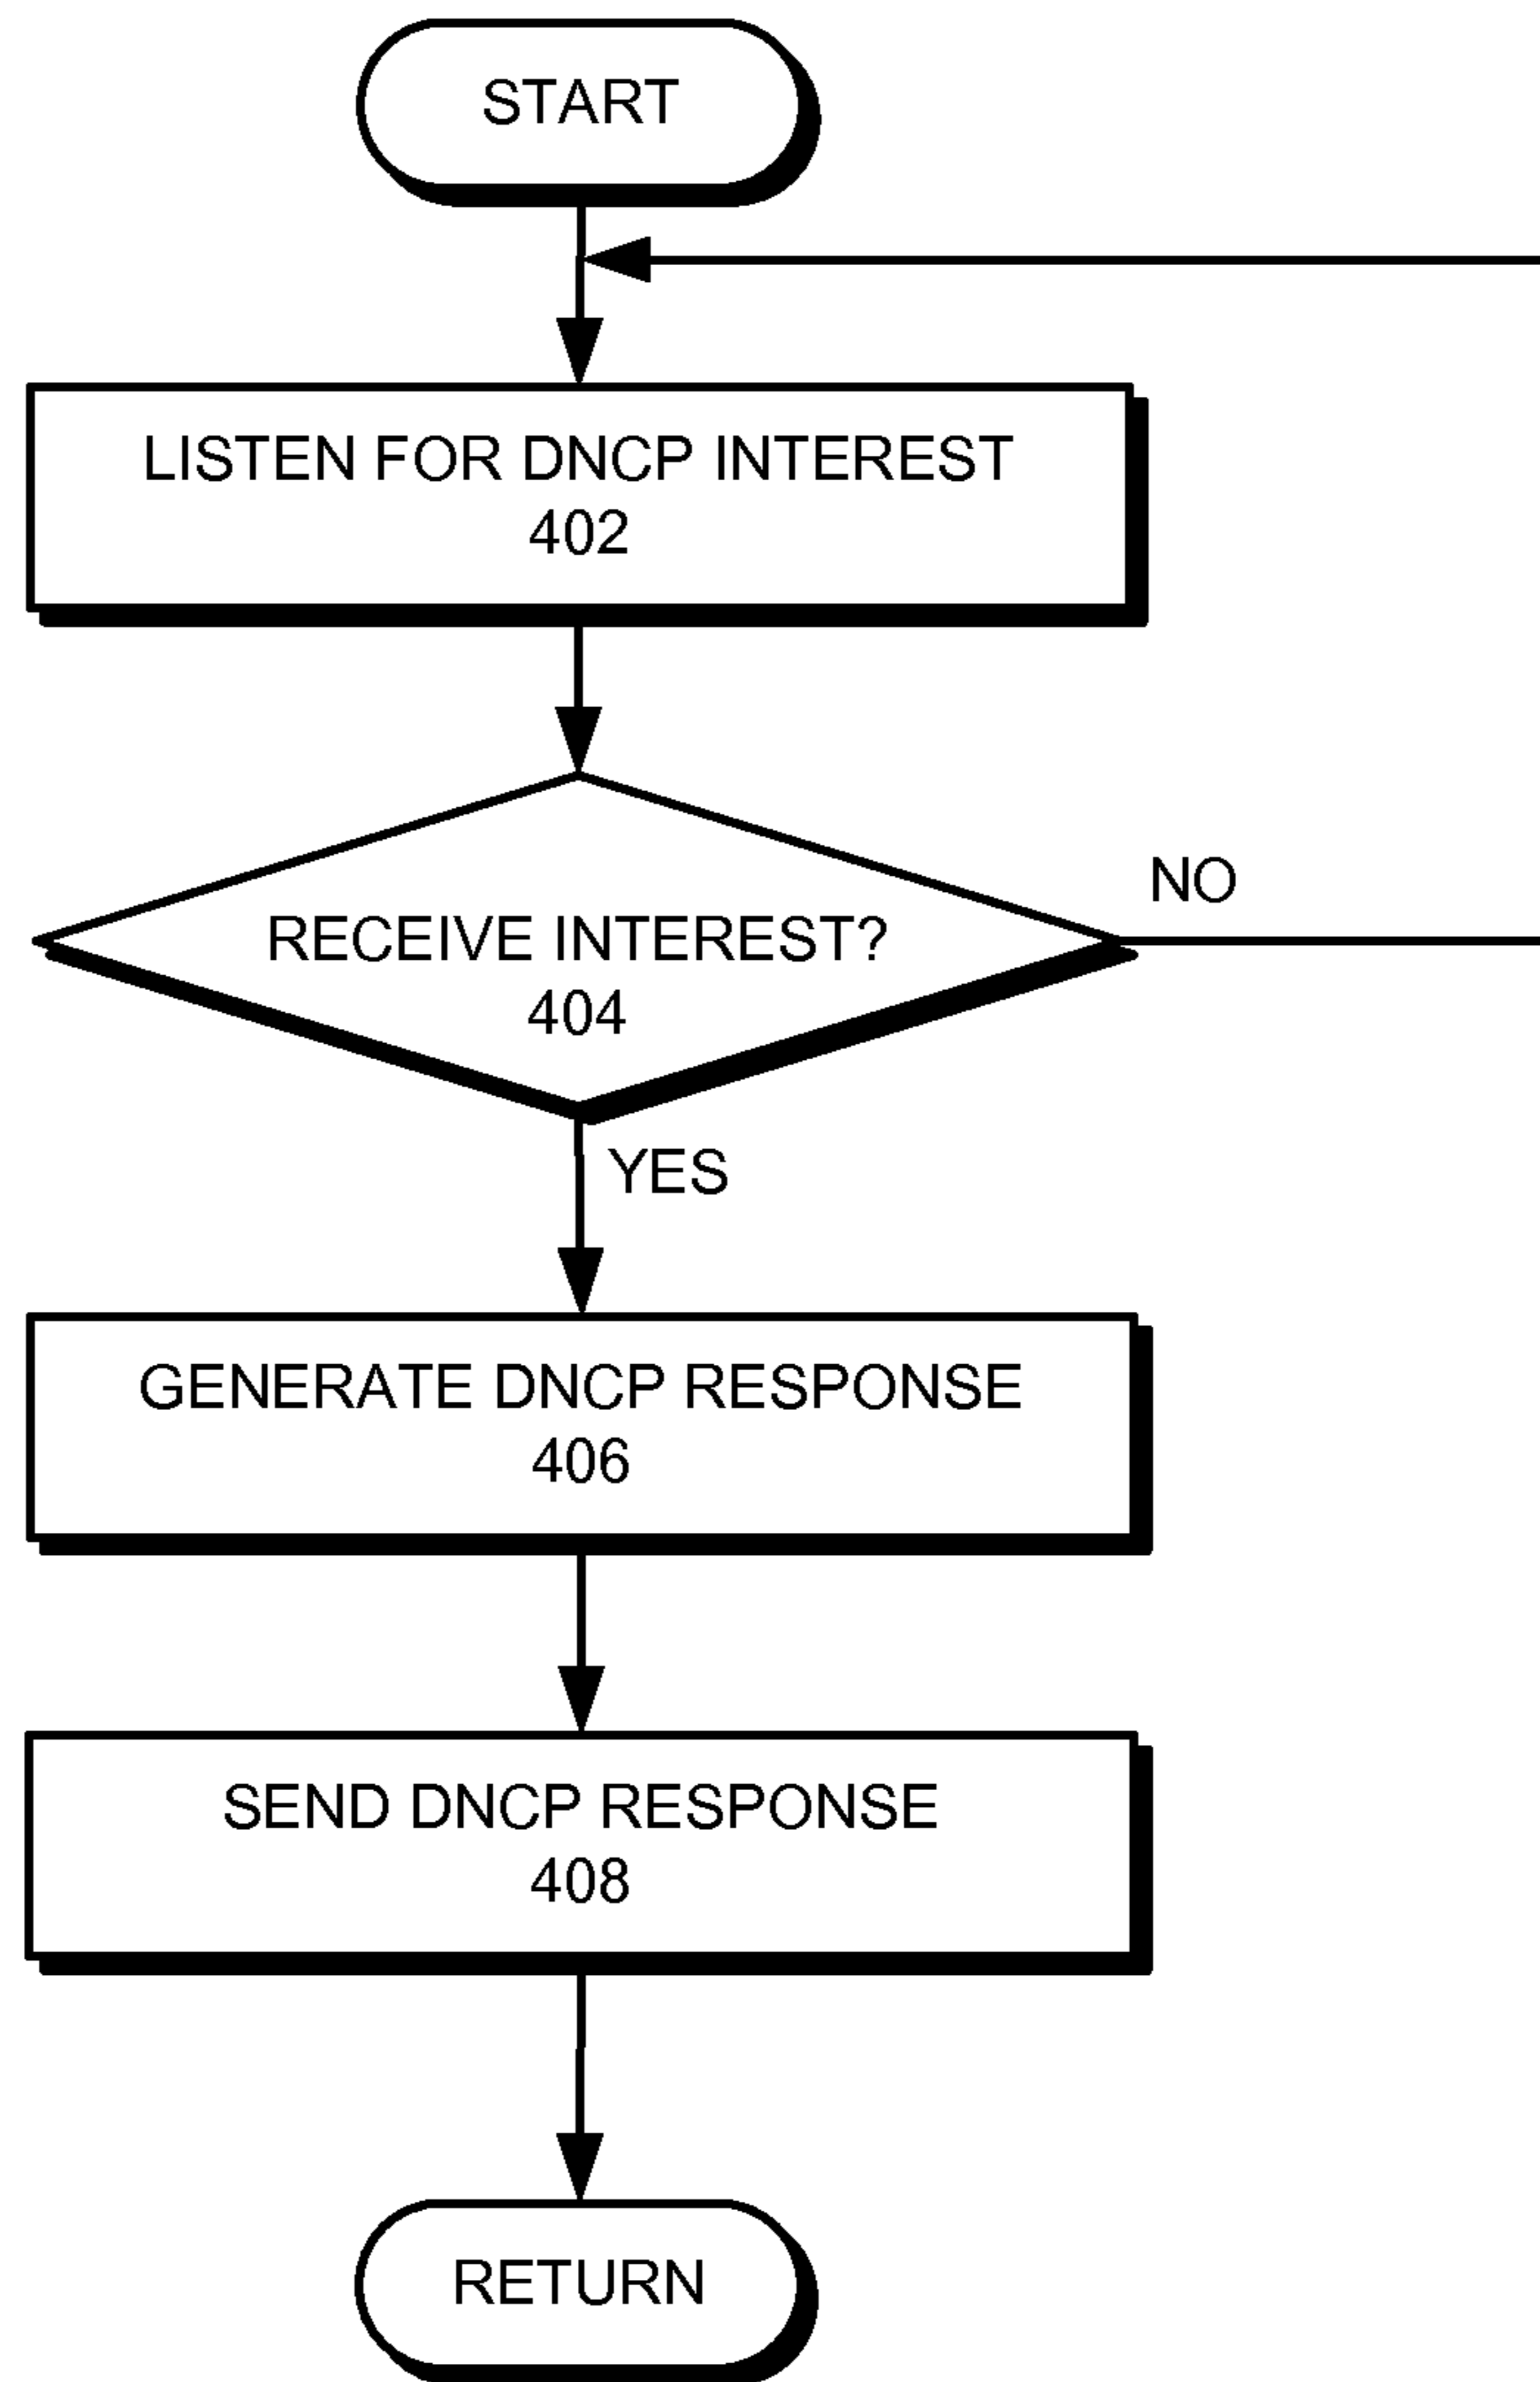 START
LISTEN FOR DNCP INTEREST
402
RECEIVE INTEREST?
404
NO
YES
GENERATE DNCP RESPONSE
406
SEND DNCP RESPONSE
408
RETURN